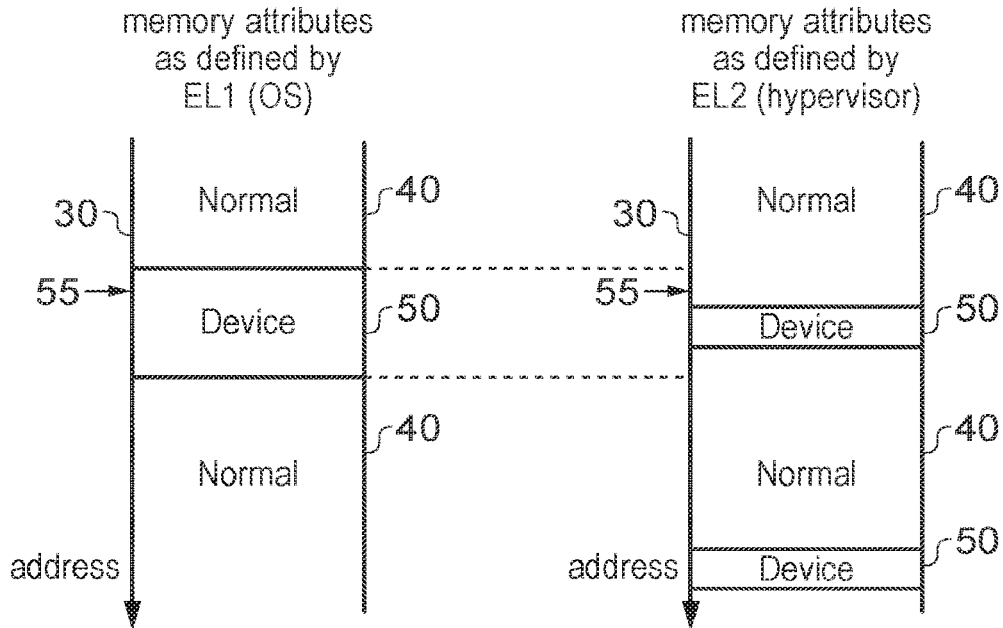 memory attributes
as defined by
EL1 (OS)
Normal
40
30
55
Device
50
40
Normal
address
memory attributes
as defined by
EL2 (hypervisor)
Normal
40
30
55
Device
50
40
Normal
50
Device
address